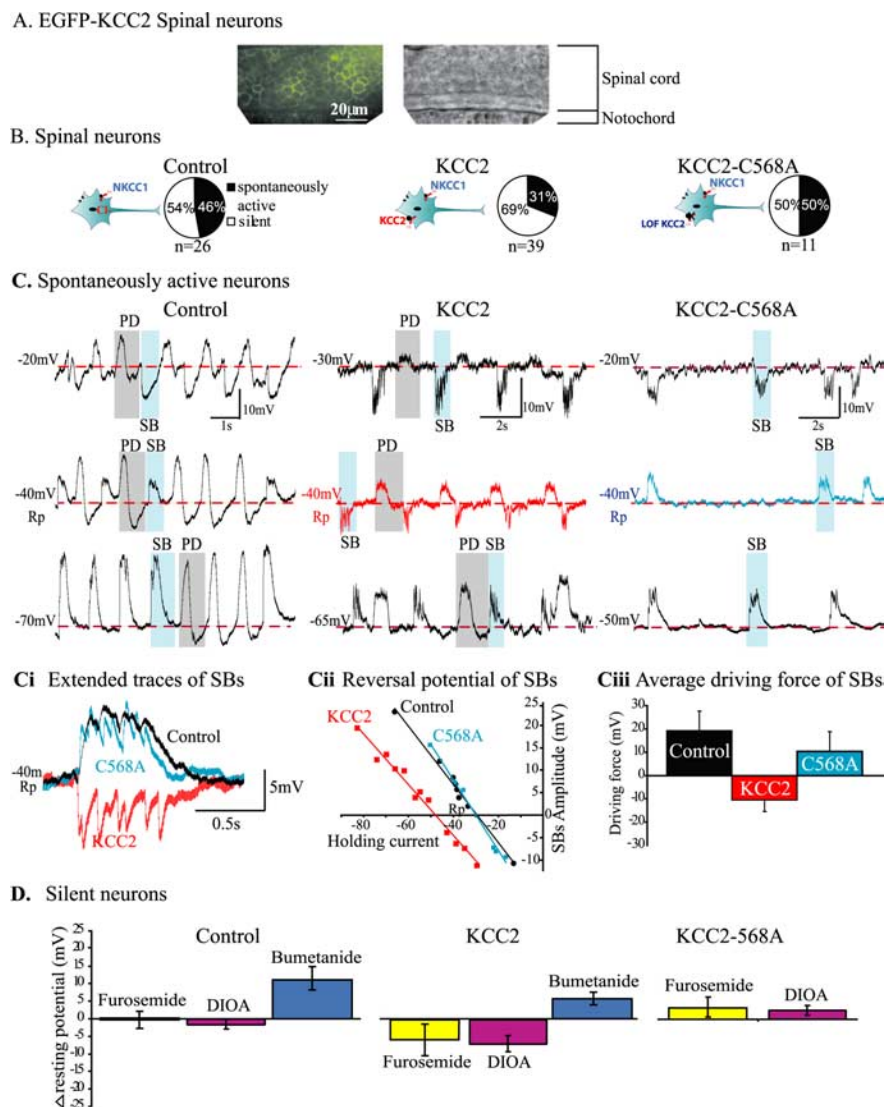 A. EGFP-KCC2 Spinal neurons
20μm
Spinal cord
Notochord
B. Spinal neurons
Control
NKCC1
54% 46%
n=26
spontaneously
active
silent
KCC2
NKCC1
KCC2
31%
69%
n=39
KCC2-C568A
NKCC1
LOF KCC2
50% 50%
n=11
C. Spontaneously active neurons
Control KCC2 KCC2-C568A
PD
-20mV
SB
1s
10mV
PD
-30mV
SB
2s
10mV
-20mV
SB
2s
10mV
PD SB
-40mV
Rp
PD
-40mV
Rp
SB
SB
-40mV
Rp
SB PD
-70mV
PD SB
-65mV
SB
-50mV
Ci Extended traces of SBs
Control
C568A
-40m
Rp
KCC2
5mV
0.5s
Cii Reversal potential of SBs
KCC2
Control
C568A
Rp
Holding current
-80 -60 -40 -20
25
20
15
10
5
0
-5
-10
SBs Amplitude (mV)
Ciii Average driving force of SBs
Driving force (mV)
30
20
10
0
-10
-20
-30
Control
KCC2
C568A
D. Silent neurons
Δresting potential (mV)
25
20
15
10
5
0
-5
-10
-15
-20
-25
Control
Furosemide
DIOA
Bumetanide
KCC2
Furosemide
DIOA
Bumetanide
KCC2-568A
Furosemide
DIOA